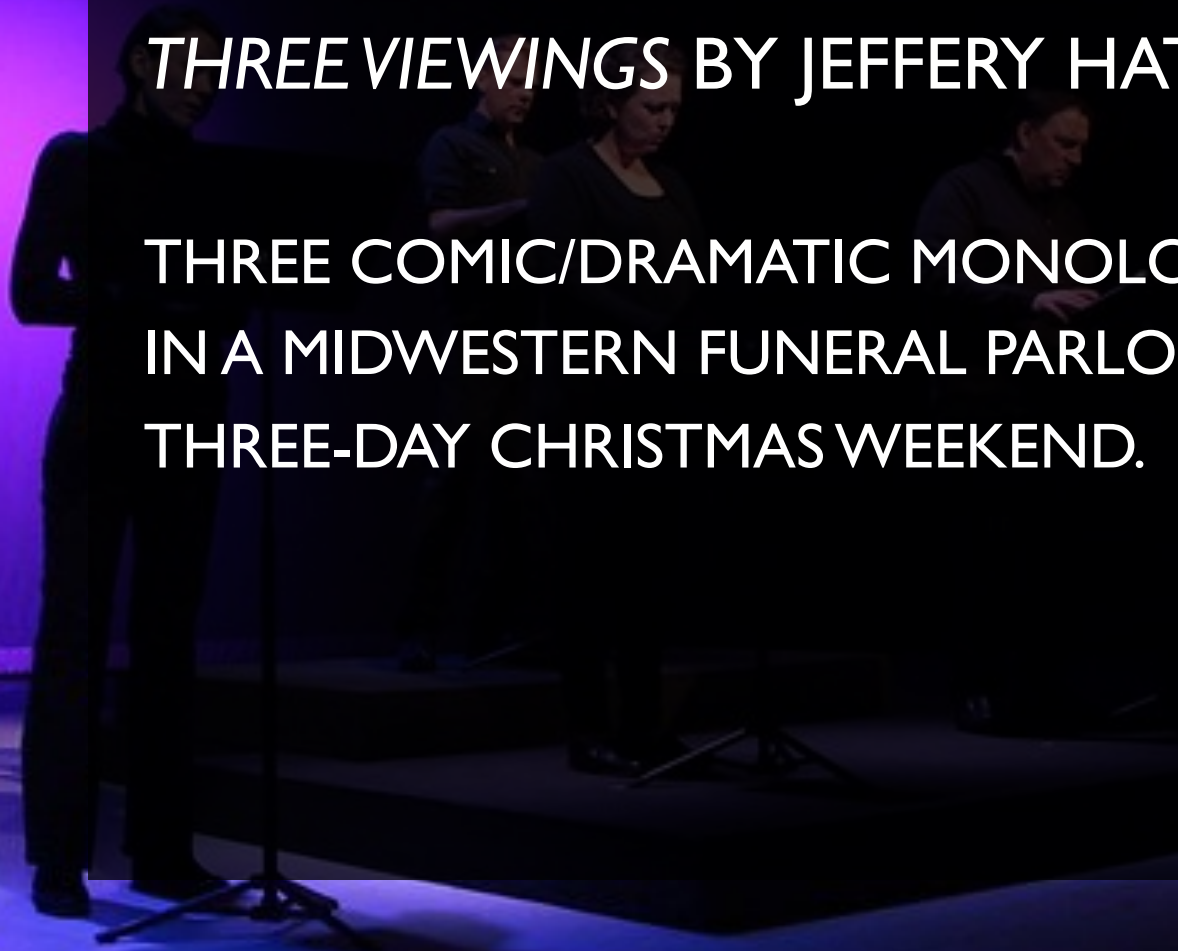 THREE VIEWINGS BY JEFFERY HAT
THREE COMIC/DRAMATIC MONOLO
IN A MIDWESTERN FUNERAL PARLO
THREE-DAY CHRISTMAS WEEKEND.